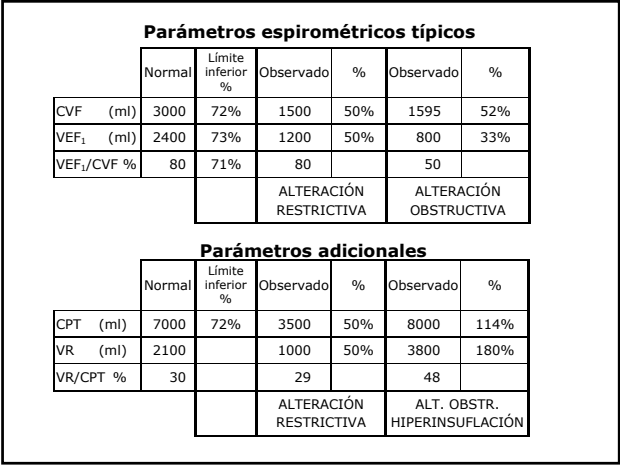 Parámetros espirométricos típicos
Normal Límite inferior % Observado % Observado %
CVF (ml) 3000 72% 1500 50% 1595 52%
VEF₁ (ml) 2400 73% 1200 50% 800 33%
VEF₁/CVF % 80 71% 80 50
ALTERACIÓN RESTRICTIVA ALTERACIÓN OBSTRUCTIVA
Parámetros adicionales
Normal Límite inferior % Observado % Observado %
CPT (ml) 7000 72% 3500 50% 8000 114%
VR (ml) 2100 1000 50% 3800 180%
VR/CPT % 30 29 48
ALTERACIÓN RESTRICTIVA ALT. OBSTR. HIPERINSUFLACIÓN